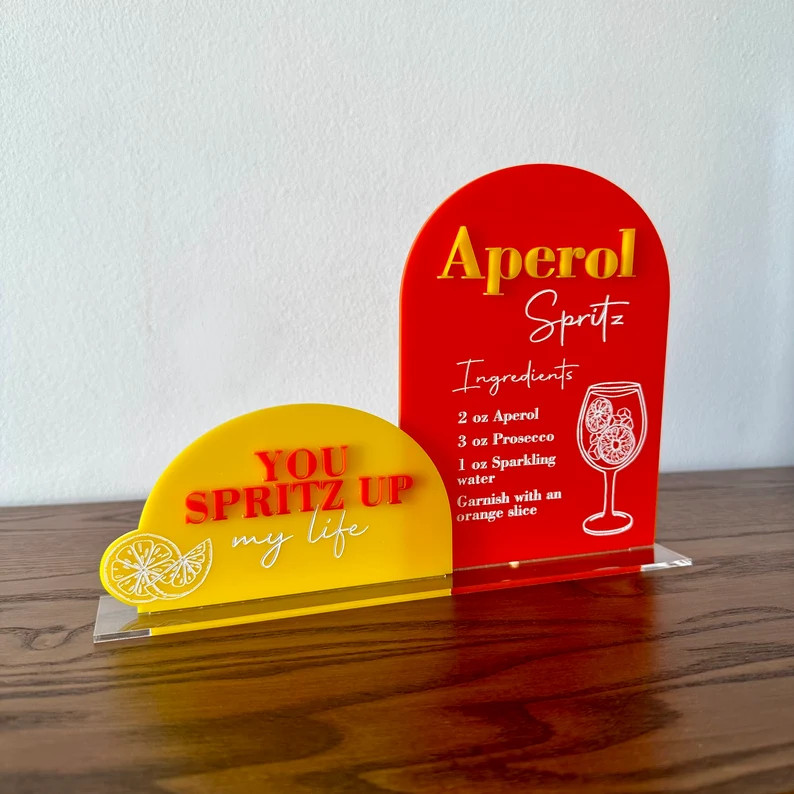 YOU
SPRITZ UP
my life
Aperol
Spritz
Ingredients
2 oz Aperol
3 oz Prosecco
1 oz Sparkling
water
Garnish with an
orange slice